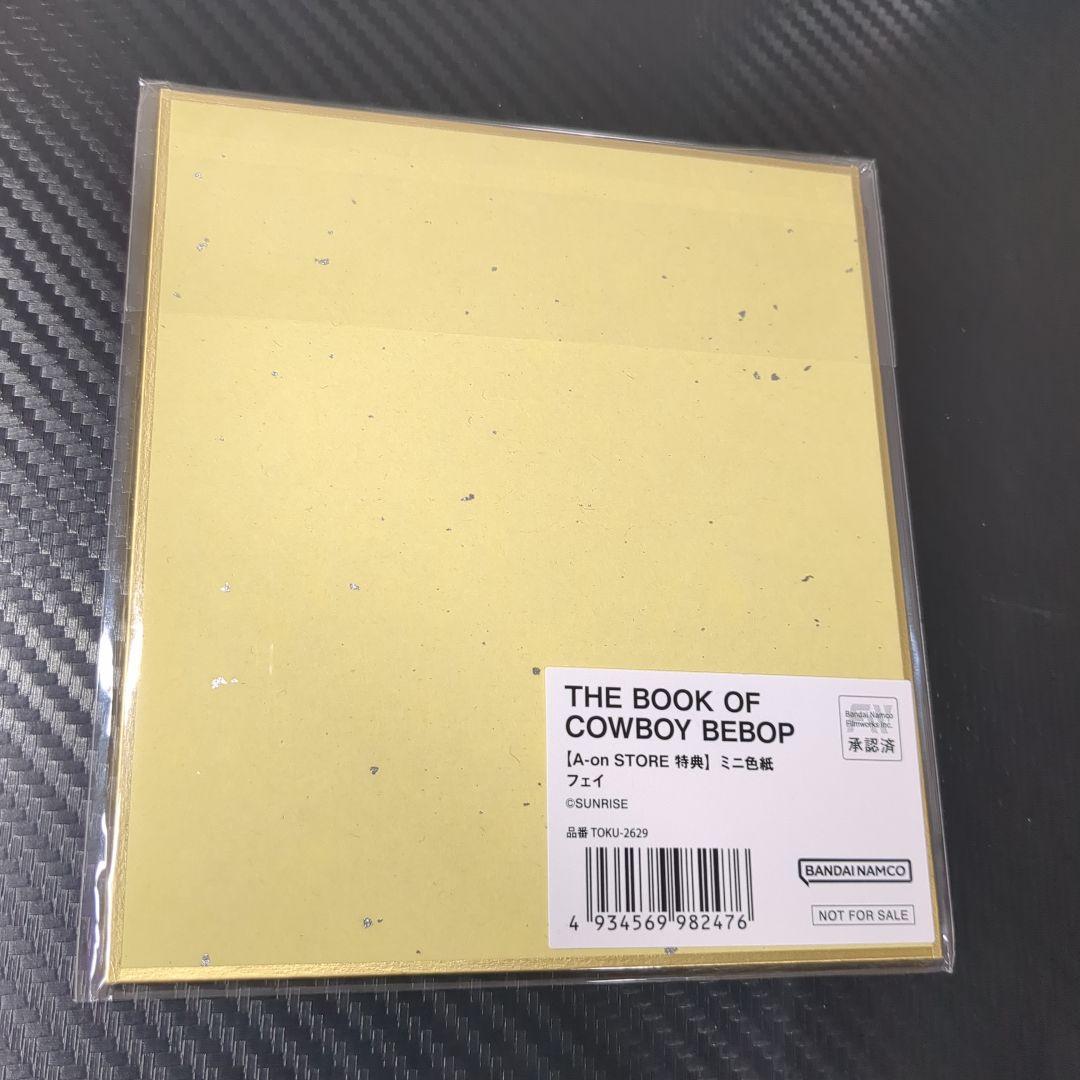 THE BOOK OF
COWBOY BEBOP
【A-on STORE 特典】ミニ色紙
フェイ
©SUNRISE
Bandai Namco
Filmworks Inc.
承認済
品番 TOKU-2629
4 934569 982476
BANDAI NAMCO
NOT FOR SALE